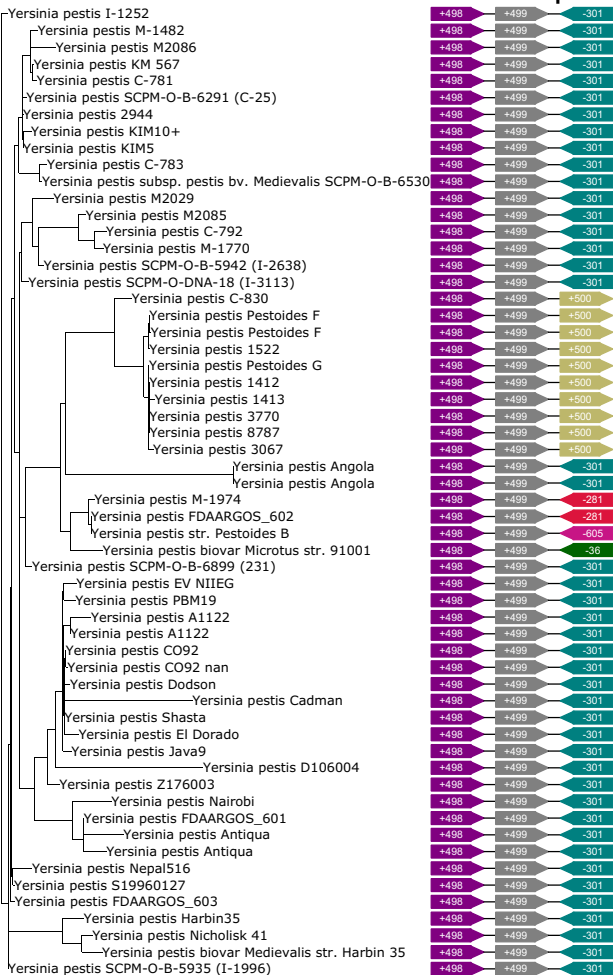 Yersinia pestis I-1252 +498 +499 -301
Yersinia pestis M-1482 +498 +499 -301
Yersinia pestis M2086 +498 +499 -301
Yersinia pestis KM 567 +498 +499 -301
Yersinia pestis C-781 +498 +499 -301
Yersinia pestis SCPM-O-B-6291 (C-25) +498 +499 -301
Yersinia pestis 2944 +498 +499 -301
Yersinia pestis KIM10+ +498 +499 -301
Yersinia pestis KIM5 +498 +499 -301
Yersinia pestis C-783 +498 +499 -301
Yersinia pestis subsp. pestis bv. Medievalis SCPM-O-B-6530 +498 +499 -301
Yersinia pestis M2029 +498 +499 -301
Yersinia pestis M2085 +498 +499 -301
Yersinia pestis C-792 +498 +499 -301
Yersinia pestis M-1770 +498 +499 -301
Yersinia pestis SCPM-O-B-5942 (I-2638) +498 +499 -301
Yersinia pestis SCPM-O-DNA-18 (I-3113) +498 +499 -301
Yersinia pestis C-830 +498 +499 +500
Yersinia pestis Pestoides F +498 +499 +500
Yersinia pestis Pestoides F +498 +499 +500
Yersinia pestis 1522 +498 +499 +500
Yersinia pestis Pestoides G +498 +499 +500
Yersinia pestis 1412 +498 +499 +500
Yersinia pestis 1413 +498 +499 +500
Yersinia pestis 3770 +498 +499 +500
Yersinia pestis 8787 +498 +499 +500
Yersinia pestis 3067 +498 +499 +500
Yersinia pestis Angola +498 +499 -301
Yersinia pestis Angola +498 +499 -301
Yersinia pestis M-1974 +498 +499 -281
Yersinia pestis FDAARGOS_602 +498 +499 -281
Yersinia pestis str. Pestoides B +498 +499 -605
Yersinia pestis biovar Microtus str. 91001 +498 +499 -36
Yersinia pestis SCPM-O-B-6899 (231) +498 +499 -301
Yersinia pestis EV NIIEG +498 +499 -301
Yersinia pestis PBM19 +498 +499 -301
Yersinia pestis A1122 +498 +499 -301
Yersinia pestis A1122 +498 +499 -301
Yersinia pestis CO92 +498 +499 -301
Yersinia pestis CO92 nan +498 +499 -301
Yersinia pestis Dodson +498 +499 -301
Yersinia pestis Cadman +498 +499 -301
Yersinia pestis Shasta +498 +499 -301
Yersinia pestis El Dorado +498 +499 -301
Yersinia pestis Java9 +498 +499 -301
Yersinia pestis D106004 +498 +499 -301
Yersinia pestis Z176003 +498 +499 -301
Yersinia pestis Nairobi +498 +499 -301
Yersinia pestis FDAARGOS_601 +498 +499 -301
Yersinia pestis Antiqua +498 +499 -301
Yersinia pestis Antiqua +498 +499 -301
Yersinia pestis Nepal516 +498 +499 -301
Yersinia pestis S19960127 +498 +499 -301
Yersinia pestis FDAARGOS_603 +498 +499 -301
Yersinia pestis Harbin35 +498 +499 -301
Yersinia pestis Nicholisk 41 +498 +499 -301
Yersinia pestis biovar Medievalis str. Harbin 35 +498 +499 -301
Yersinia pestis SCPM-O-B-5935 (I-1996) +498 +499 -301